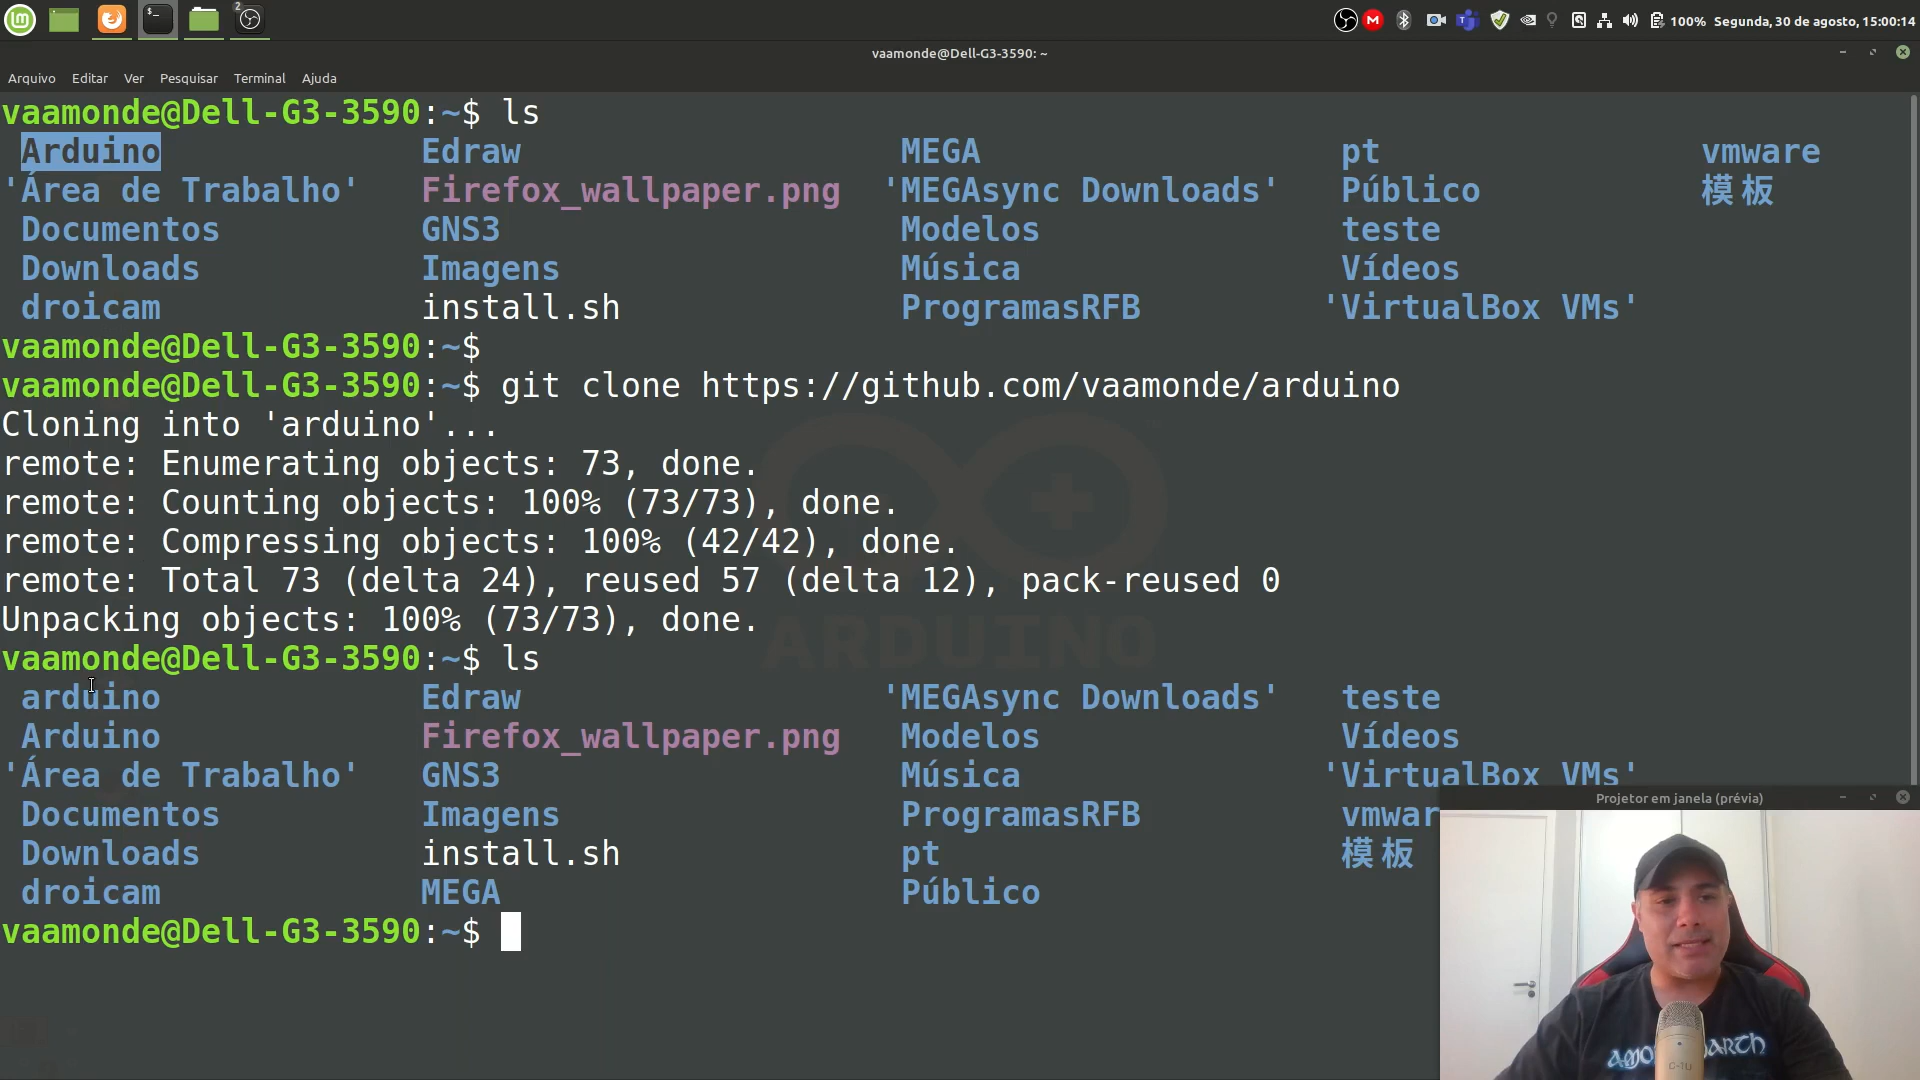 2
M
T
100% Segunda, 30 de agosto, 15:00:14
vaamonde@Dell-G3-3590: ~
Arquivo Editar Ver Pesquisar Terminal Ajuda
vaamonde@Dell-G3-3590:~$ ls
Arduino Edraw MEGA pt vmware
'Área de Trabalho' Firefox_wallpaper.png 'MEGAsync Downloads' Público 模板
Documentos GNS3 Modelos teste
Downloads Imagens Música Vídeos
droicam install.sh ProgramasRFB 'VirtualBox VMs'
vaamonde@Dell-G3-3590:~$
vaamonde@Dell-G3-3590:~$ git clone https://github.com/vaamonde/arduino
Cloning into 'arduino'...
remote: Enumerating objects: 73, done.
remote: Counting objects: 100% (73/73), done.
remote: Compressing objects: 100% (42/42), done.
remote: Total 73 (delta 24), reused 57 (delta 12), pack-reused 0
Unpacking objects: 100% (73/73), done.
ARDUINO
vaamonde@Dell-G3-3590:~$ ls
arduino Edraw 'MEGAsync Downloads' teste
Arduino Firefox_wallpaper.png Modelos Vídeos
'Área de Trabalho' GNS3 Música 'VirtualBox VMs'
Documentos Imagens ProgramasRFB vmwar
Downloads install.sh pt 模板
droicam MEGA Público
vaamonde@Dell-G3-3590:~$
Projetor em janela (prévia)
C-1U